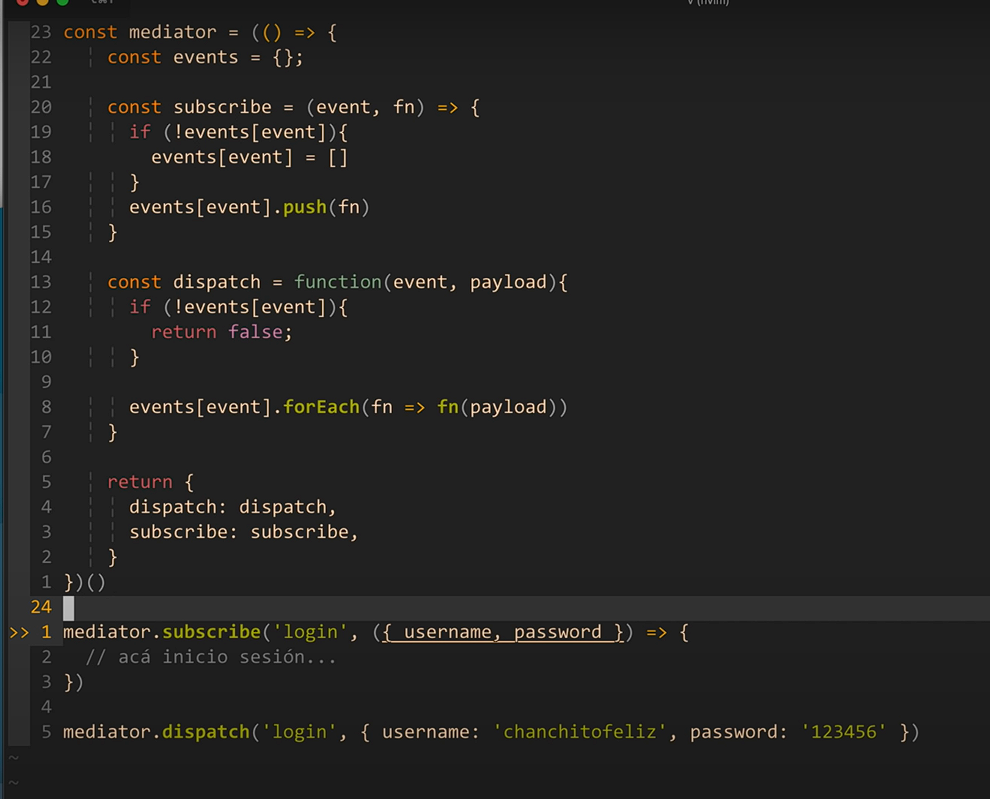 v (nvim)
23 const mediator = (() => {
22 const events = {};
21
20 const subscribe = (event, fn) => {
19 if (!events[event]){
18 events[event] = []
17 }
16 events[event].push(fn)
15 }
14
13 const dispatch = function(event, payload){
12 if (!events[event]){
11 return false;
10 }
9
8 events[event].forEach(fn => fn(payload))
7 }
6
5 return {
4 dispatch: dispatch,
3 subscribe: subscribe,
2 }
1 })()
24
>> 1 mediator.subscribe('login', ({ username, password }) => {
2 // acá inicio sesión...
3 })
4
5 mediator.dispatch('login', { username: 'chanchitofeliz', password: '123456' })
~
~